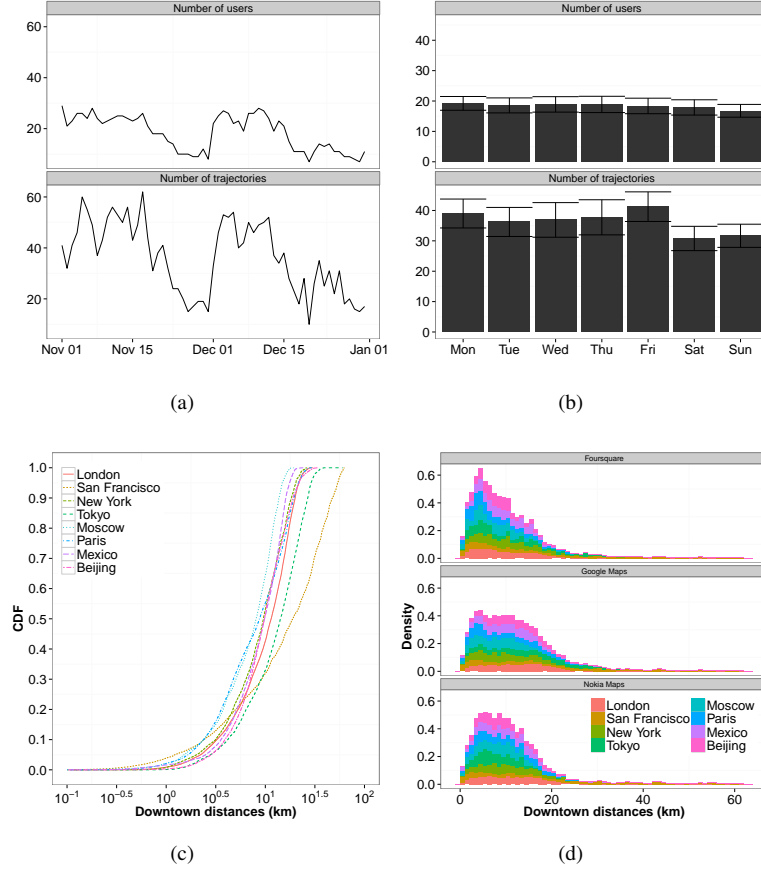 Number of users
60
40
20
Number of trajectories
60
40
20
Nov 01 Nov 15 Dec 01 Dec 15 Jan 01
(a)
Number of users
40
30
20
10
0
Number of trajectories
40
30
20
10
0
Mon Tue Wed Thu Fri Sat Sun
(b)
CDF
1.0
0.9
0.8
0.7
0.6
0.5
0.4
0.3
0.2
0.1
0.0
London
San Francisco
New York
Tokyo
Moscow
Paris
Mexico
Beijing
10^-1 10^-0.5 10^0 10^0.5 10^1 10^1.5 10^2
Downtown distances (km)
(c)
Density
Foursquare
0.6
0.4
0.2
0.0
Google Maps
0.6
0.4
0.2
0.0
Nokia Maps
0.6
0.4
0.2
0.0
London
San Francisco
New York
Tokyo
Moscow
Paris
Mexico
Beijing
0 20 40 60
Downtown distances (km)
(d)